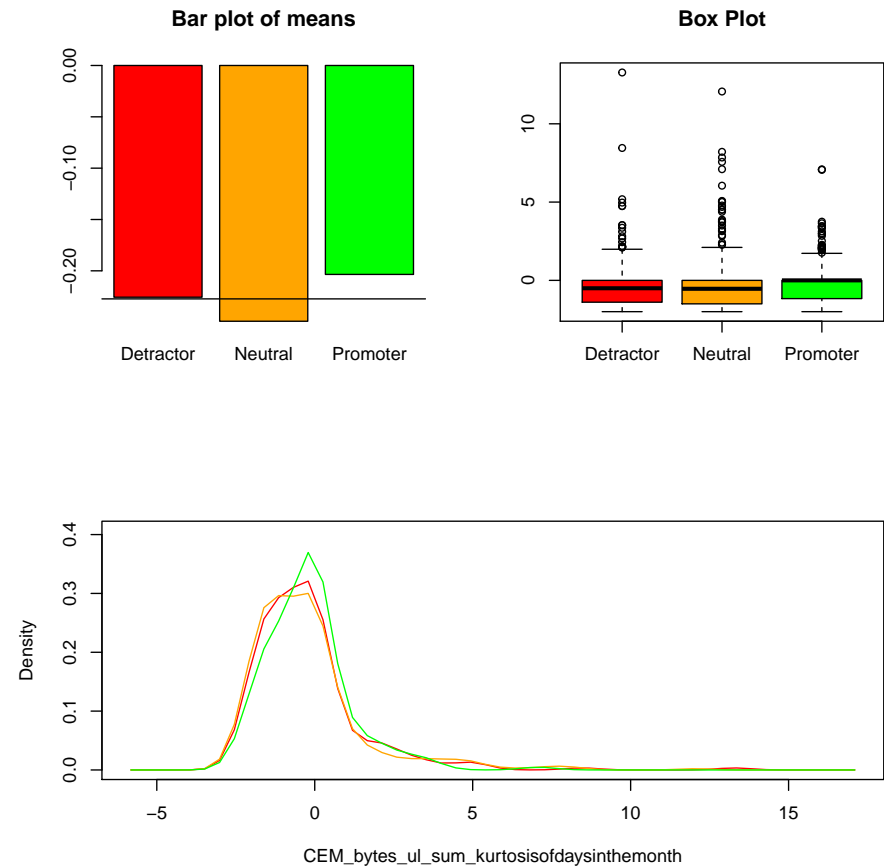 Bar plot of means
0.00
−0.10
−0.20
Detractor Neutral Promoter
Box Plot
10
5
0
Detractor Neutral Promoter
Density
0.4
0.3
0.2
0.1
0.0
−5 0 5 10 15
CEM_bytes_ul_sum_kurtosisofdaysinthemonth